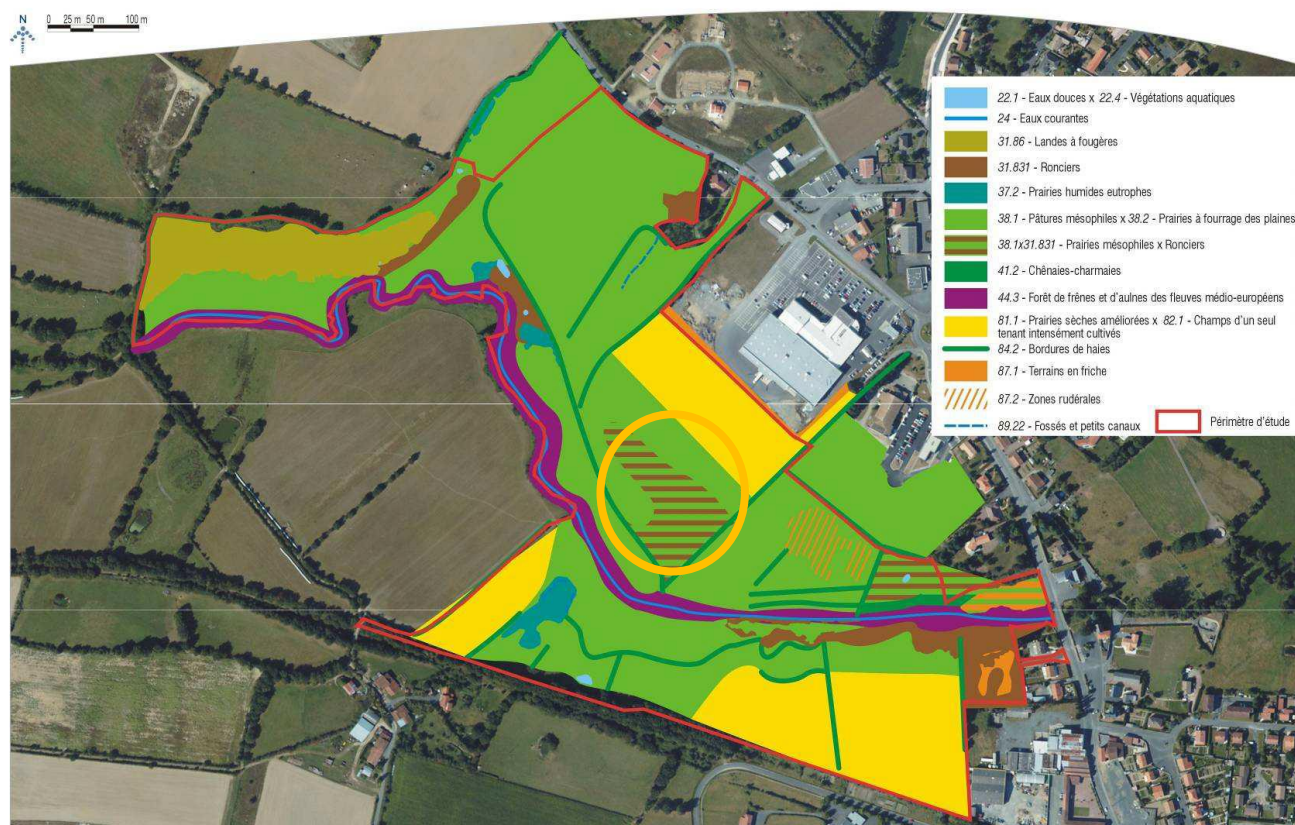 N
0 25 m 50 m 100 m
22.1 - Eaux douces x 22.4 - Végétations aquatiques
24 - Eaux courantes
31.86 - Landes à fougères
31.831 - Ronciers
37.2 - Prairies humides eutrophes
38.1 - Pâtures mésophiles x 38.2 - Prairies à fourrage des plaines
38.1x31.831 - Prairies mésophiles x Ronciers
41.2 - Chênaies-charmaies
44.3 - Forêt de frênes et d'aulnes des fleuves médio-européens
81.1 - Prairies sèches améliorées x 82.1 - Champs d'un seul
tenant intensément cultivés
84.2 - Bordures de haies
87.1 - Terrains en friche
87.2 - Zones rudérales
89.22 - Fossés et petits canaux
Périmètre d'étude